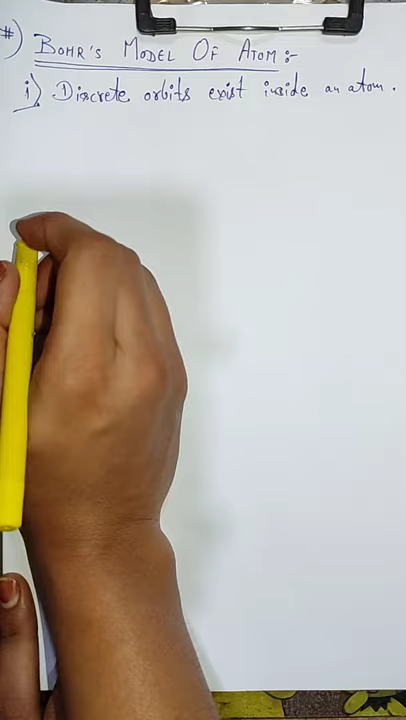 #) BOHR'S MODEL OF ATOM :-
i) Discrete orbits exist inside an atom.